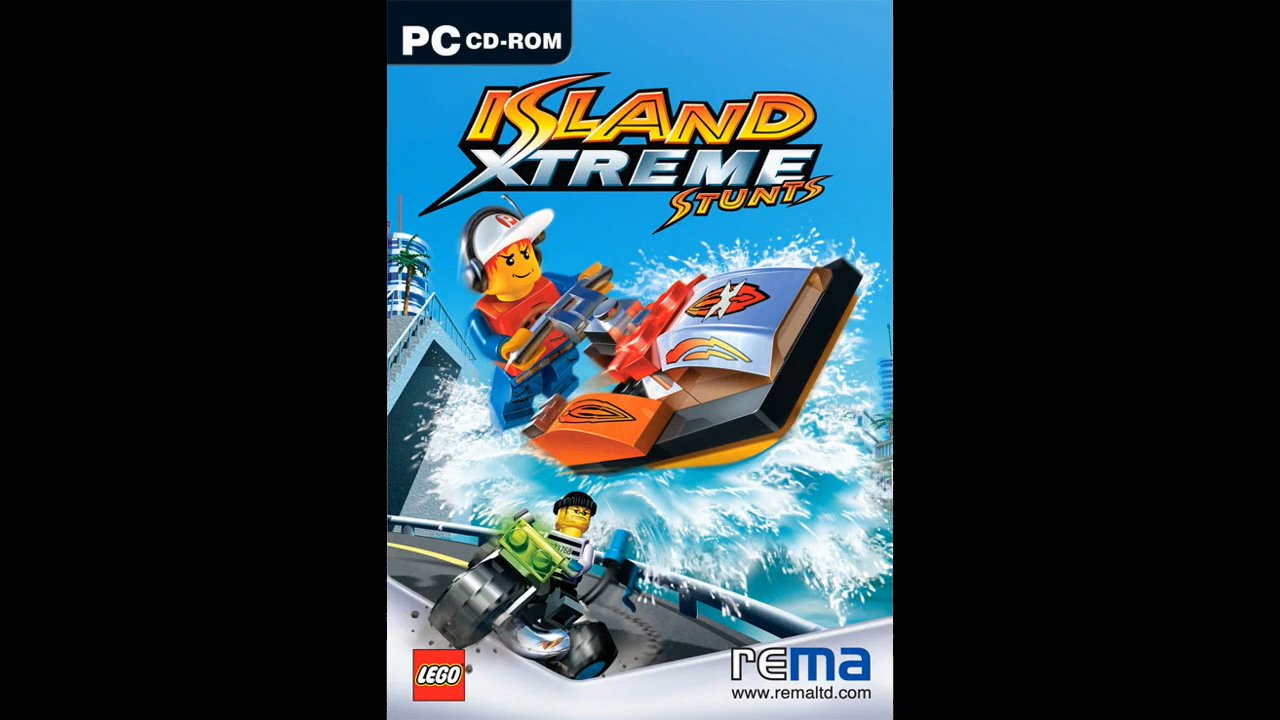 PC CD-ROM
ISLAND
XTREME
STUNTS
LEGO
rema
www.remaltd.com